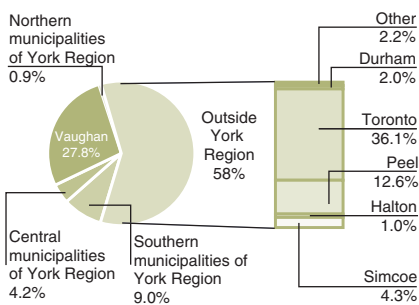 Northern
municipalities
of York Region
0.9%
Vaughan
27.8%
Central
municipalities
of York Region
4.2%
Southern
municipalities of
York Region
9.0%
Outside
York
Region
58%
Other
2.2%
Durham
2.0%
Toronto
36.1%
Peel
12.6%
Halton
1.0%
Simcoe
4.3%